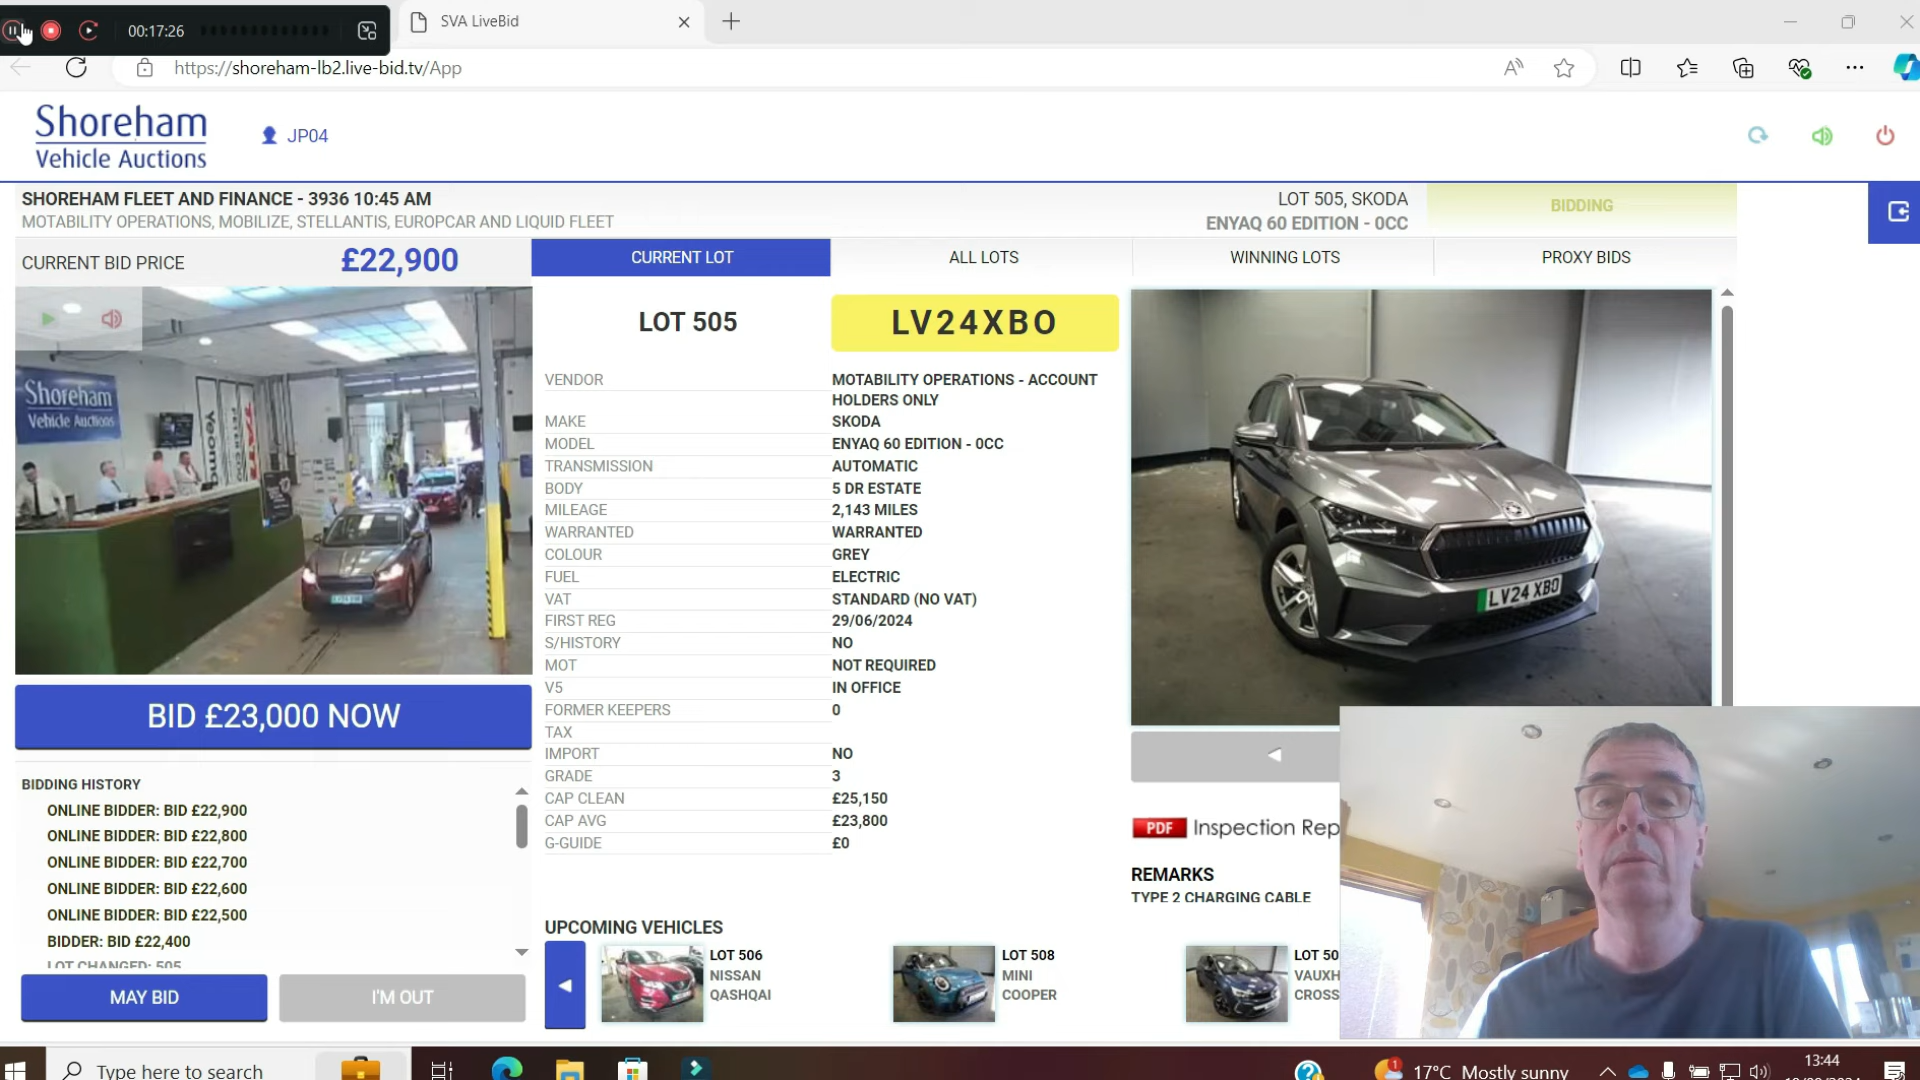 00:17:26
SVA LiveBid
https://shoreham-lb2.live-bid.tv/App
Shoreham
Vehicle Auctions
JP04
SHOREHAM FLEET AND FINANCE - 3936 10:45 AM
MOTABILITY OPERATIONS, MOBILIZE, STELLANTIS, EUROPCAR AND LIQUID FLEET
LOT 505, SKODA
ENYAQ 60 EDITION - 0CC
BIDDING
CURRENT BID PRICE £22,900
CURRENT LOT
ALL LOTS
WINNING LOTS
PROXY BIDS
Shoreham
Vehicle Auctions
LOT 505
LV24XBO
VENDOR MOTABILITY OPERATIONS - ACCOUNT
HOLDERS ONLY
MAKE SKODA
MODEL ENYAQ 60 EDITION - 0CC
TRANSMISSION AUTOMATIC
BODY 5 DR ESTATE
MILEAGE 2,143 MILES
WARRANTED WARRANTED
COLOUR GREY
FUEL ELECTRIC
VAT STANDARD (NO VAT)
FIRST REG 29/06/2024
S/HISTORY NO
MOT NOT REQUIRED
V5 IN OFFICE
FORMER KEEPERS 0
TAX
IMPORT NO
GRADE 3
CAP CLEAN £25,150
CAP AVG £23,800
G-GUIDE £0
LV24 XBO
BID £23,000 NOW
BIDDING HISTORY
ONLINE BIDDER: BID £22,900
ONLINE BIDDER: BID £22,800
ONLINE BIDDER: BID £22,700
ONLINE BIDDER: BID £22,600
ONLINE BIDDER: BID £22,500
BIDDER: BID £22,400
LOT CHANGED: 505
MAY BID
I'M OUT
PDF Inspection Rep
REMARKS
TYPE 2 CHARGING CABLE
UPCOMING VEHICLES
LOT 506
NISSAN
QASHQAI
LOT 508
MINI
COOPER
LOT 50
VAUXH
CROSS
Type here to search
1
17°C Mostly sunny
13:44